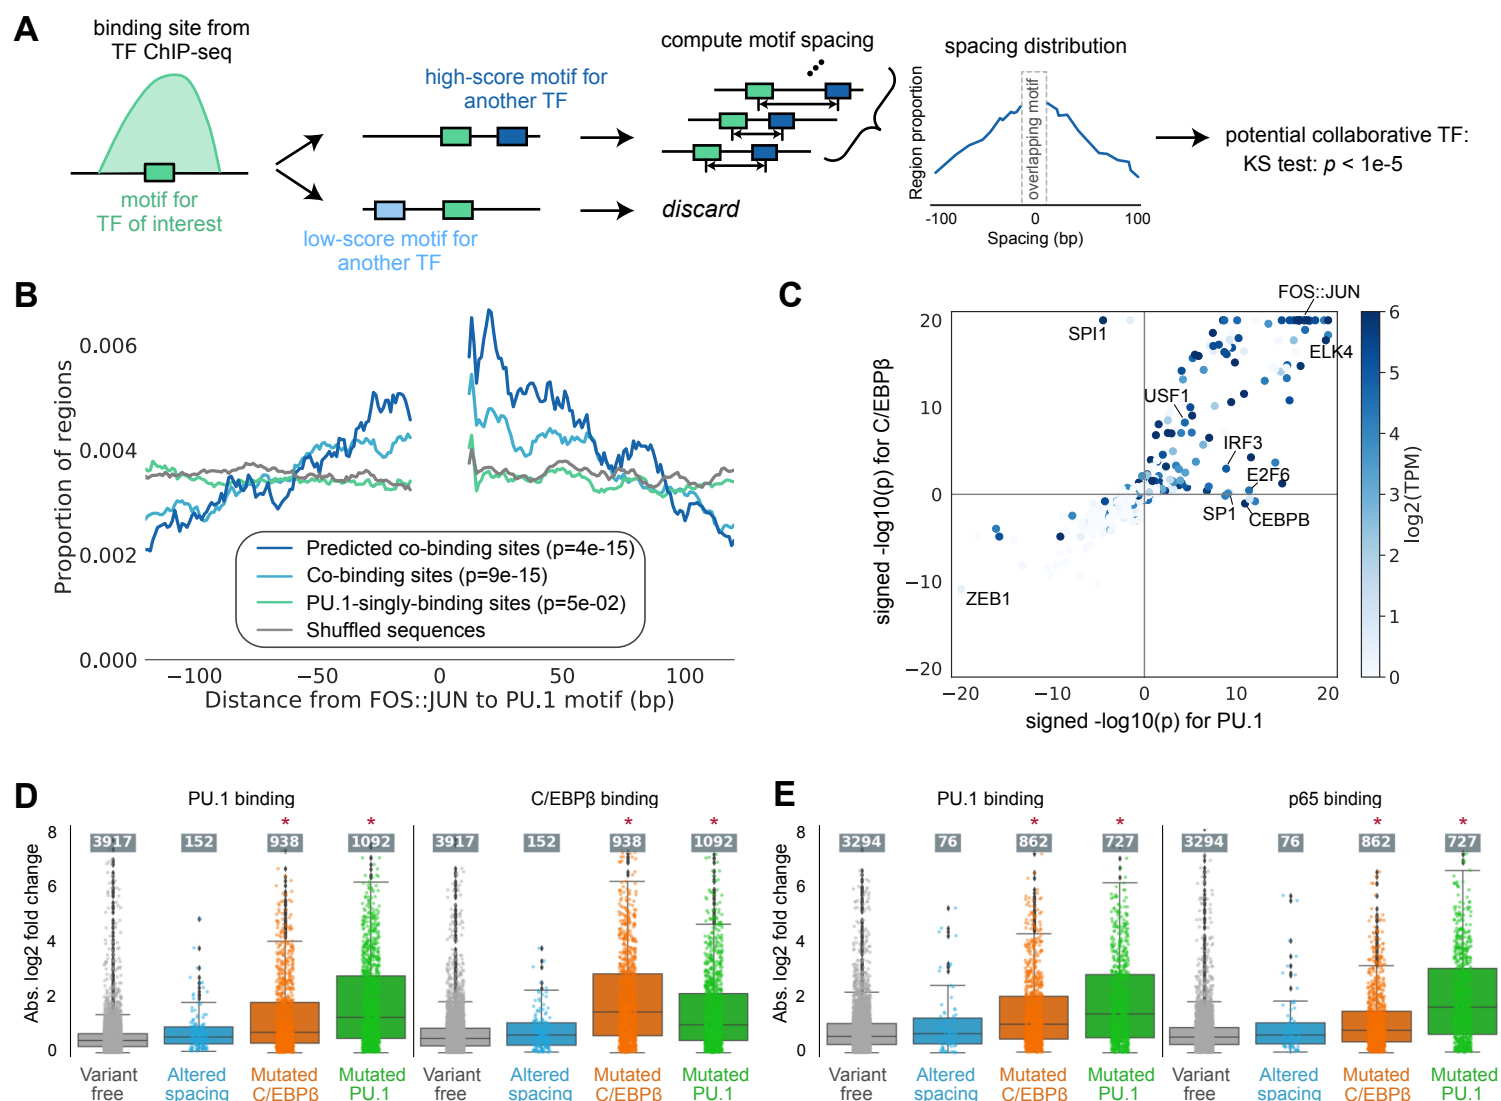 A
binding site from
TF ChIP-seq
motif for
TF of interest
high-score motif for
another TF
low-score motif for
another TF
compute motif spacing
discard
spacing distribution
Region proportion
overlapping motif
-100
0
100
Spacing (bp)
potential collaborative TF:
KS test: p < 1e-5
B
Proportion of regions
0.006
0.004
0.002
0.000
Predicted co-binding sites (p=4e-15)
Co-binding sites (p=9e-15)
PU.1-singly-binding sites (p=5e-02)
Shuffled sequences
−100
−50
0
50
100
Distance from FOS::JUN to PU.1 motif (bp)
C
signed -log10(p) for C/EBPβ
20
10
0
−10
−20
FOS::JUN
SPI1
ELK4
USF1
IRF3
E2F6
SP1
CEBPB
ZEB1
−20
−10
0
10
20
signed -log10(p) for PU.1
6
5
4
3
2
1
0
log2(TPM)
D
PU.1 binding
C/EBPβ binding
Abs. log2 fold change
8
6
4
2
0
3917
152
* 938
* 1092
3917
152
* 938
* 1092
Variant
free
Altered
spacing
Mutated
C/EBPβ
Mutated
PU.1
Variant
free
Altered
spacing
Mutated
C/EBPβ
Mutated
PU.1
E
PU.1 binding
p65 binding
Abs. log2 fold change
8
6
4
2
0
3294
76
* 862
* 727
3294
76
* 862
* 727
Variant
free
Altered
spacing
Mutated
C/EBPβ
Mutated
PU.1
Variant
free
Altered
spacing
Mutated
C/EBPβ
Mutated
PU.1